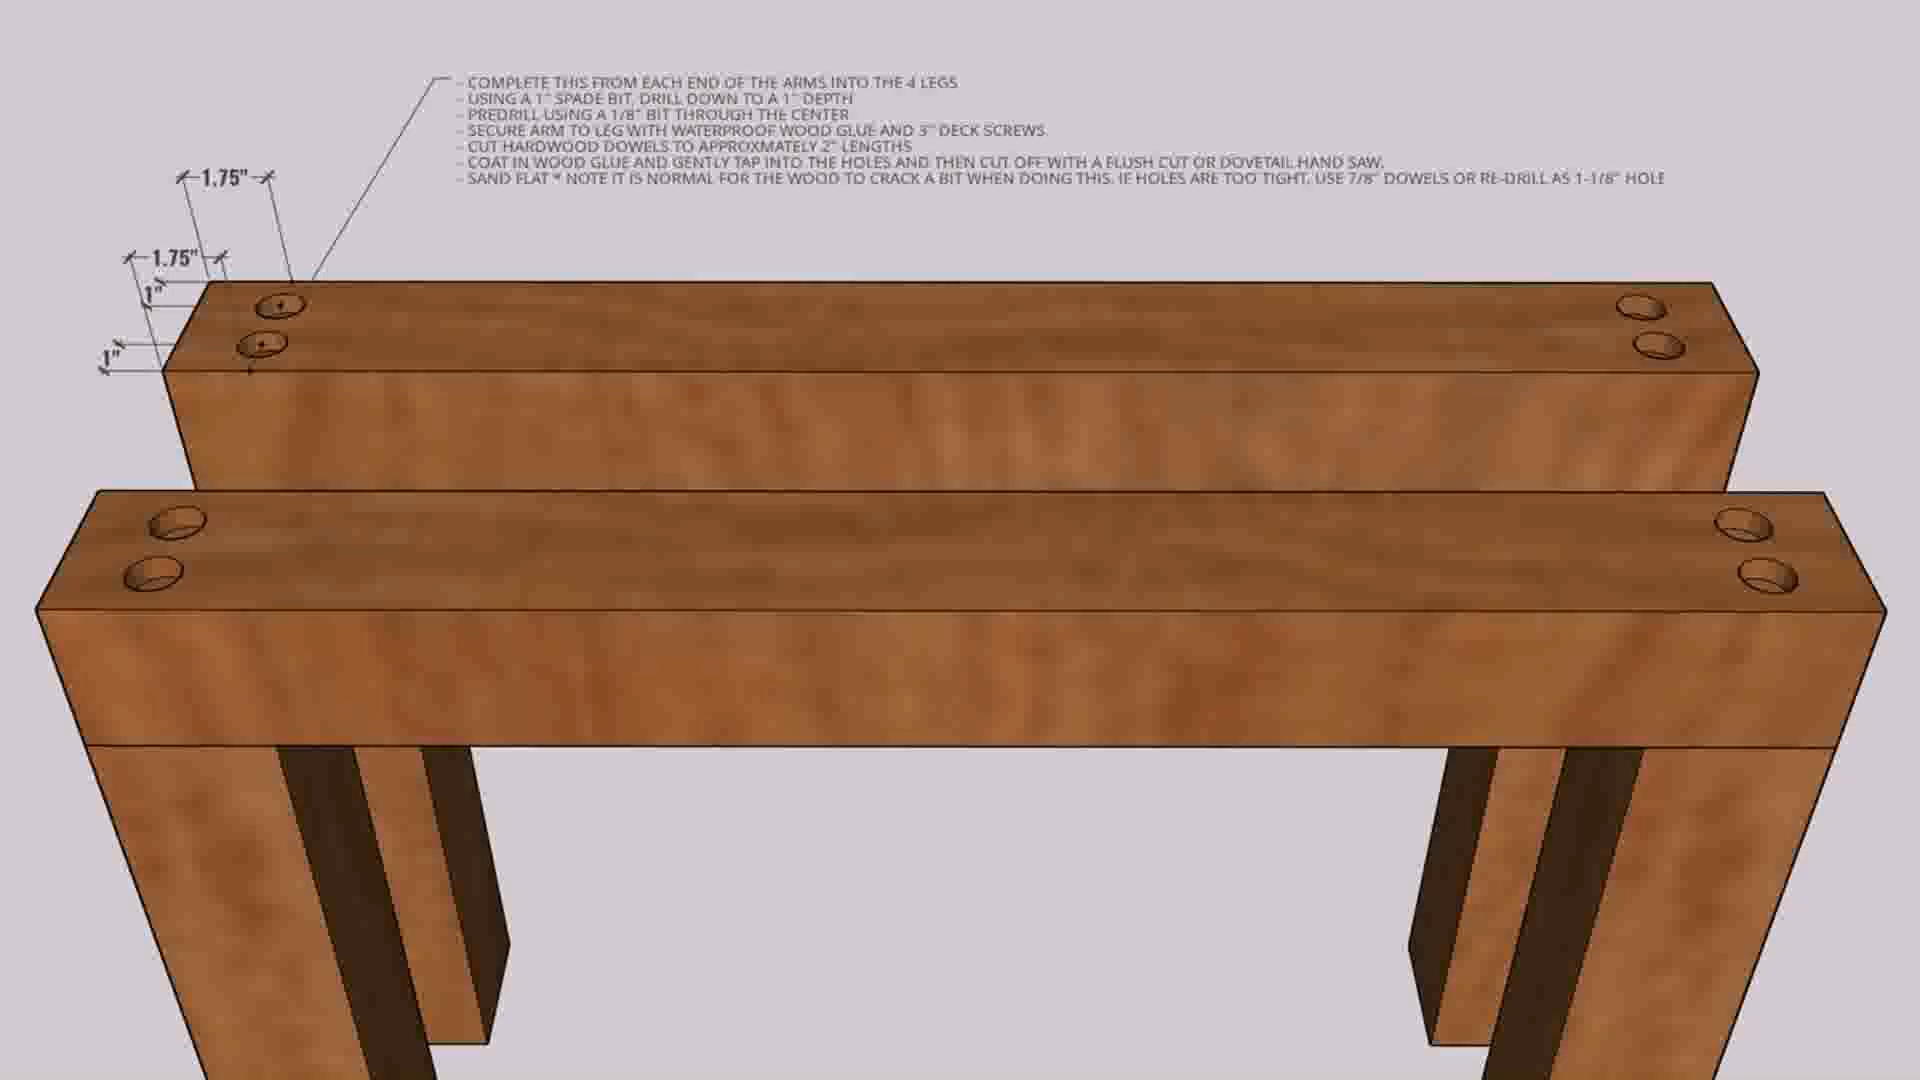 - COMPLETE THIS FROM EACH END OF THE ARMS INTO THE 4 LEGS
- USING A 1" SPADE BIT, DRILL DOWN TO A 1" DEPTH
- PREDRILL USING A 1/8" BIT THROUGH THE CENTER
- SECURE ARM TO LEG WITH WATERPROOF WOOD GLUE AND 3" DECK SCREWS.
- CUT HARDWOOD DOWELS TO APPROXMATELY 2" LENGTHS
- COAT IN WOOD GLUE AND GENTLY TAP INTO THE HOLES AND THEN CUT OFF WITH A FLUSH CUT OR DOVETAIL HAND SAW.
- SAND FLAT * NOTE IT IS NORMAL FOR THE WOOD TO CRACK A BIT WHEN DOING THIS. IF HOLES ARE TOO TIGHT, USE 7/8" DOWELS OR RE-DRILL AS 1-1/8" HOLE
1.75"
1.75"
1"
1"